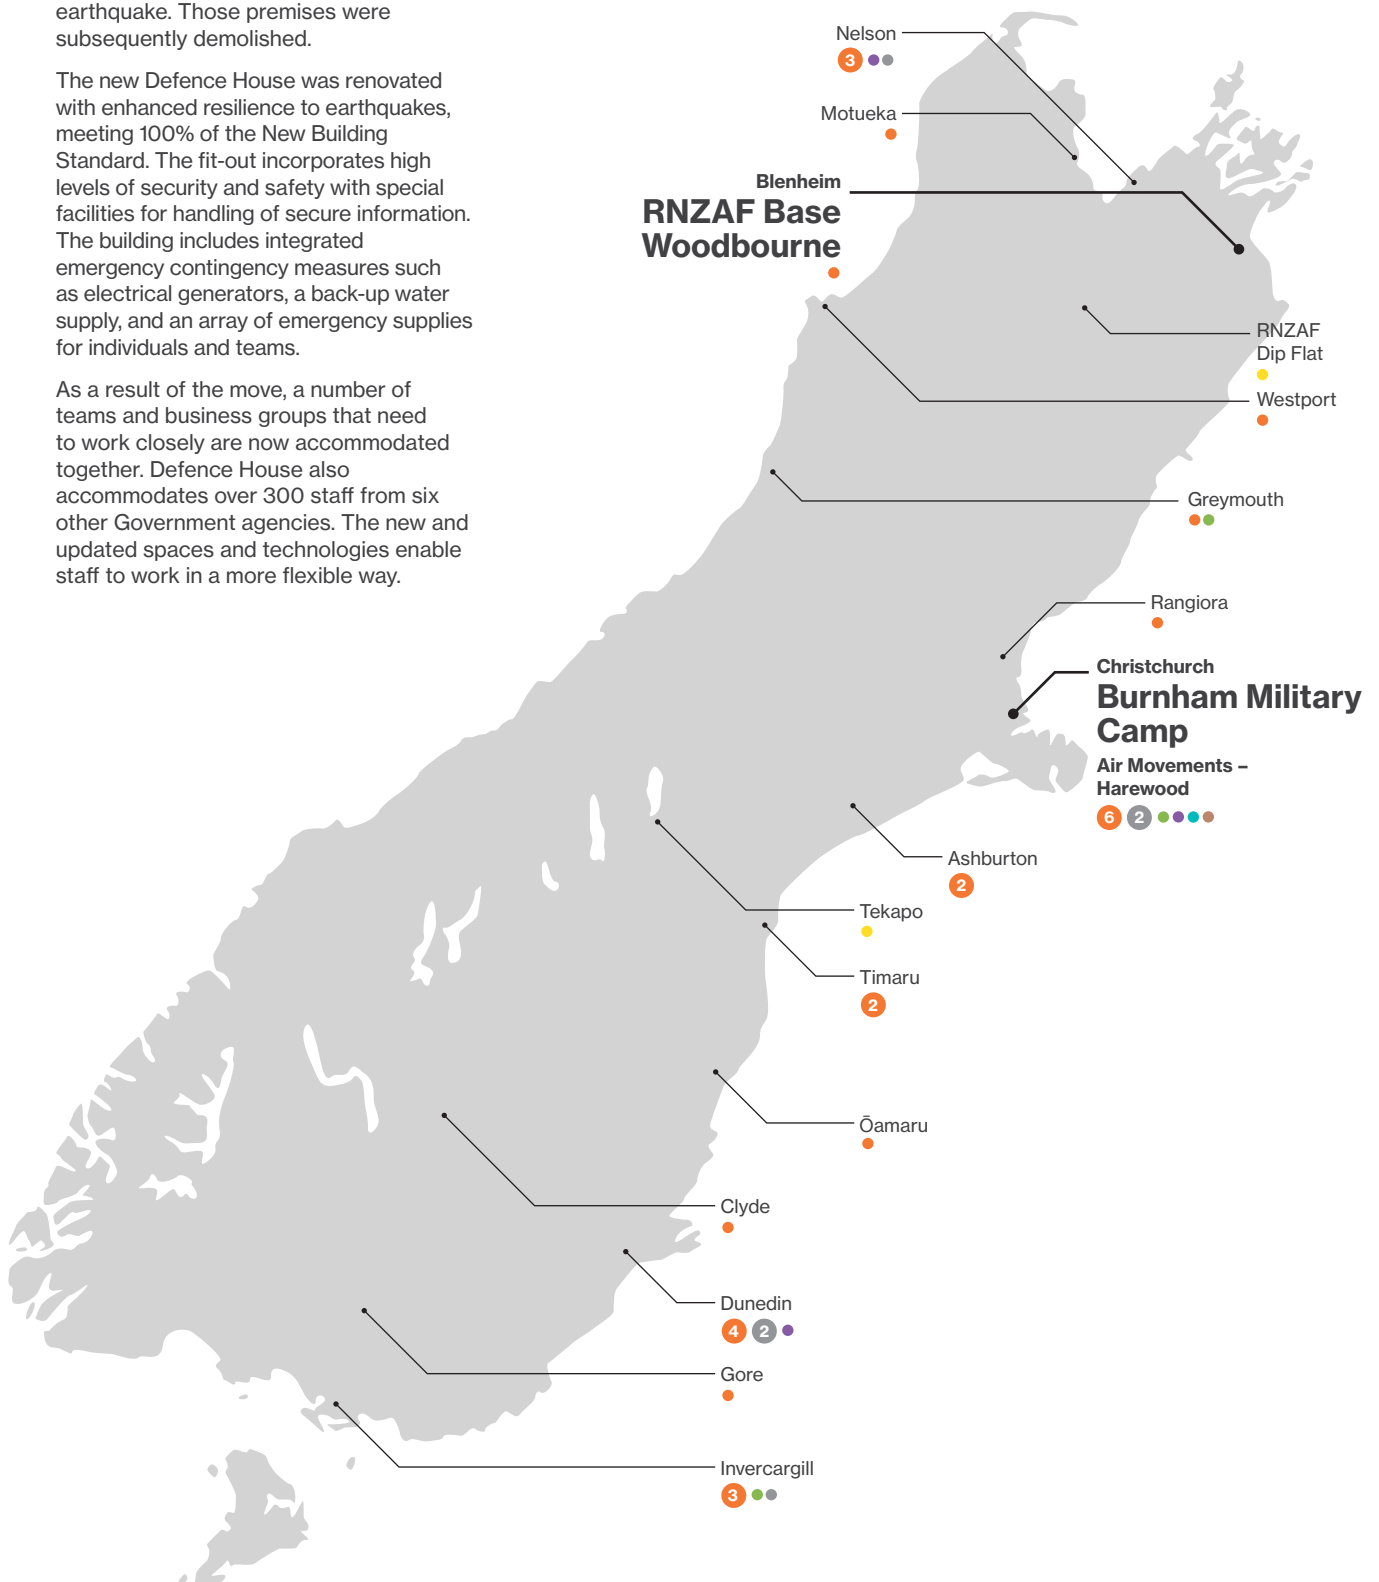 earthquake. Those premises were
subsequently demolished.
The new Defence House was renovated
with enhanced resilience to earthquakes,
meeting 100% of the New Building
Standard. The fit-out incorporates high
levels of security and safety with special
facilities for handling of secure information.
The building includes integrated
emergency contingency measures such
as electrical generators, a back-up water
supply, and an array of emergency supplies
for individuals and teams.
As a result of the move, a number of
teams and business groups that need
to work closely are now accommodated
together. Defence House also
accommodates over 300 staff from six
other Government agencies. The new and
updated spaces and technologies enable
staff to work in a more flexible way.
Nelson
3
Motueka
Blenheim
RNZAF Base
Woodbourne
RNZAF
Dip Flat
Westport
Greymouth
Rangiora
Christchurch
Burnham Military
Camp
Air Movements –
Harewood
6 2
Ashburton
2
Tekapo
Timaru
2
Ōamaru
Clyde
Dunedin
4 2
Gore
Invercargill
3